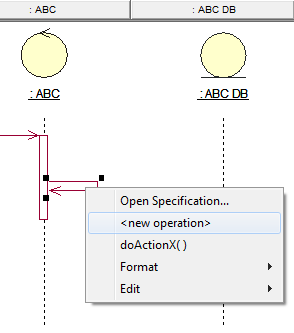 : ABC
: ABC DB
: ABC
: ABC DB
Open Specification...
<new operation>
doActionX( )
Format
Edit